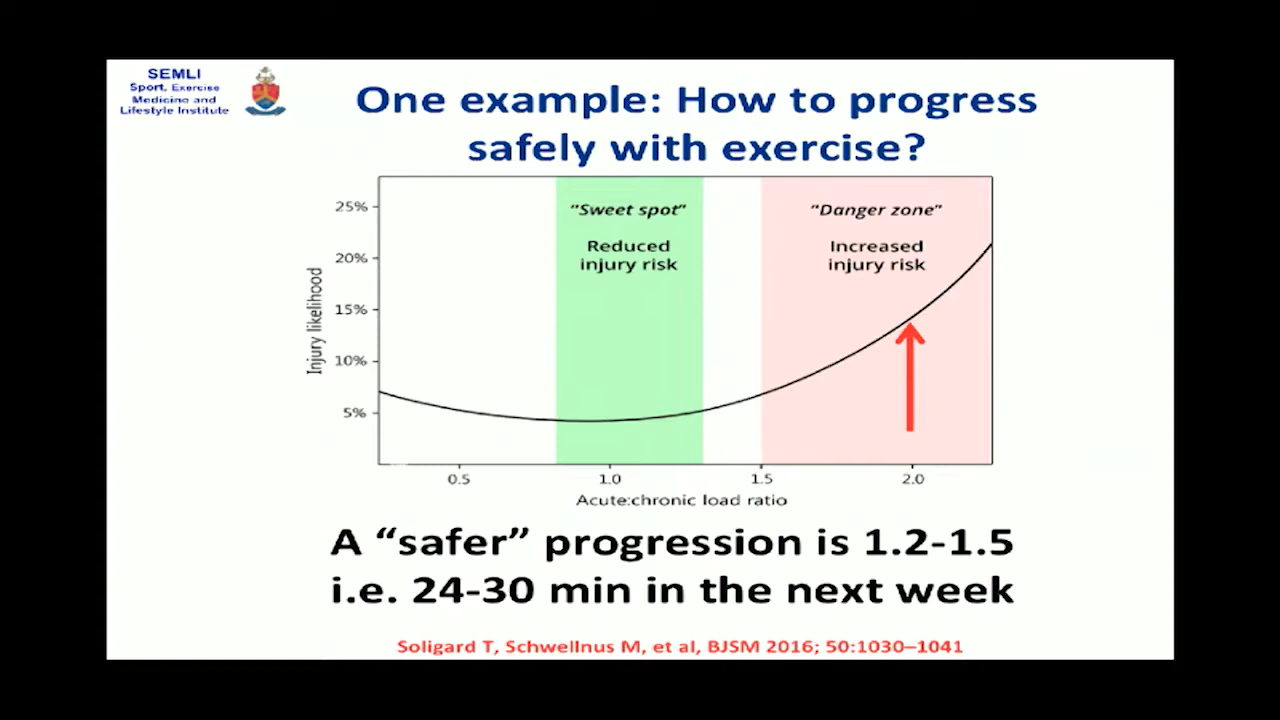 SEMLI
Sport, Exercise
Medicine and
Lifestyle Institute
One example: How to progress
safely with exercise?
25%
20%
15%
10%
5%
Injury likelihood
"Sweet spot"
Reduced
injury risk
"Danger zone"
Increased
injury risk
0.5
1.0
1.5
2.0
Acute:chronic load ratio
A “safer” progression is 1.2-1.5
i.e. 24-30 min in the next week
Soligard T, Schwellnus M, et al, BJSM 2016; 50:1030–1041